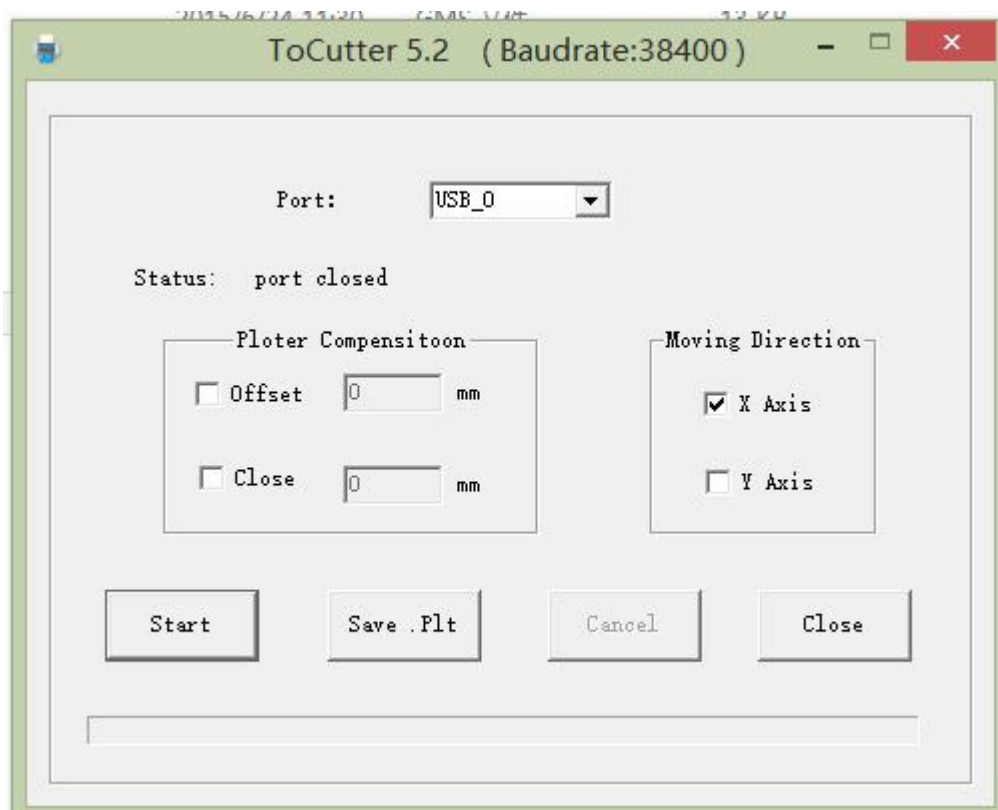 ToCutter 5.2 ( Baudrate:38400 )
Port: USB_0
Status: port closed
Ploter Compensitoon
Moving Direction
Offset 0 mm
X Axis
Close 0 mm
Y Axis
Start Save .Plt Cancel Close